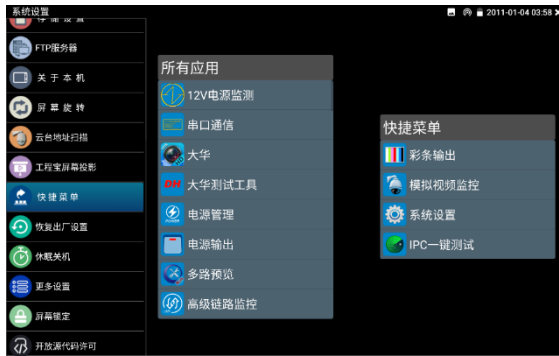 系统设置
2011-01-04 03:58
存 储 设 置
FTP服务器
关 于 本 机
屏 幕 旋 转
云台地址扫描
工程宝屏幕投影
快 捷 菜 单
恢复出厂设置
休眠关机
更多设置
屏幕锁定
开放源代码许可
所有应用
12V电源监测
串口通信
大华
DH 大华测试工具
POWER
电源管理
电源输出
多路预览
高级链路监控
快捷菜单
彩条输出
模拟视频监控
系统设置
IPC一键测试